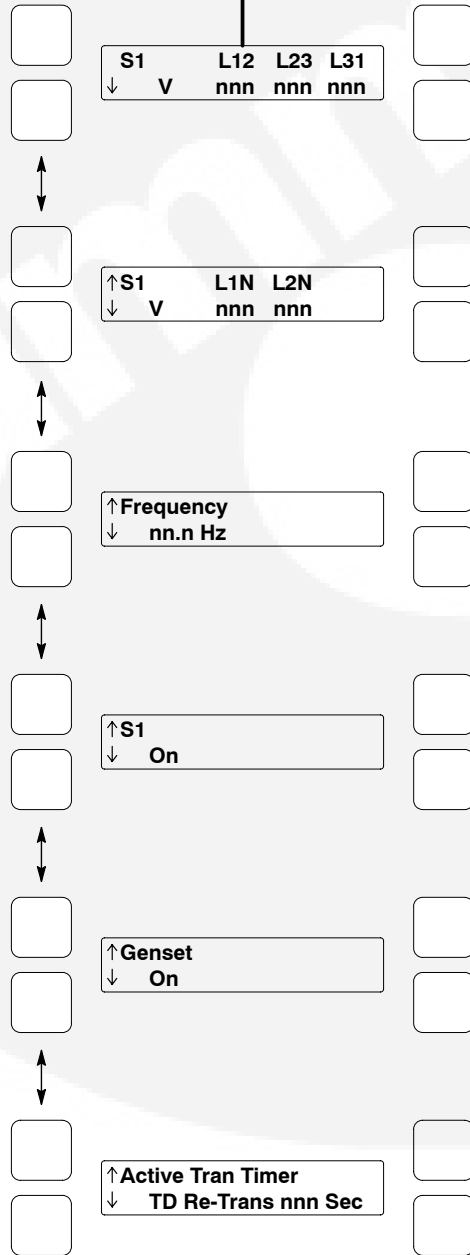 S1 L12 L23 L31
↓ V nnn nnn nnn
↑S1 L1N L2N
↓ V nnn nnn
↑Frequency
↓ nn.n Hz
↑S1
↓ On
↑Genset
↓ On
↑Active Tran Timer
↓ TD Re-Trans nnn Sec